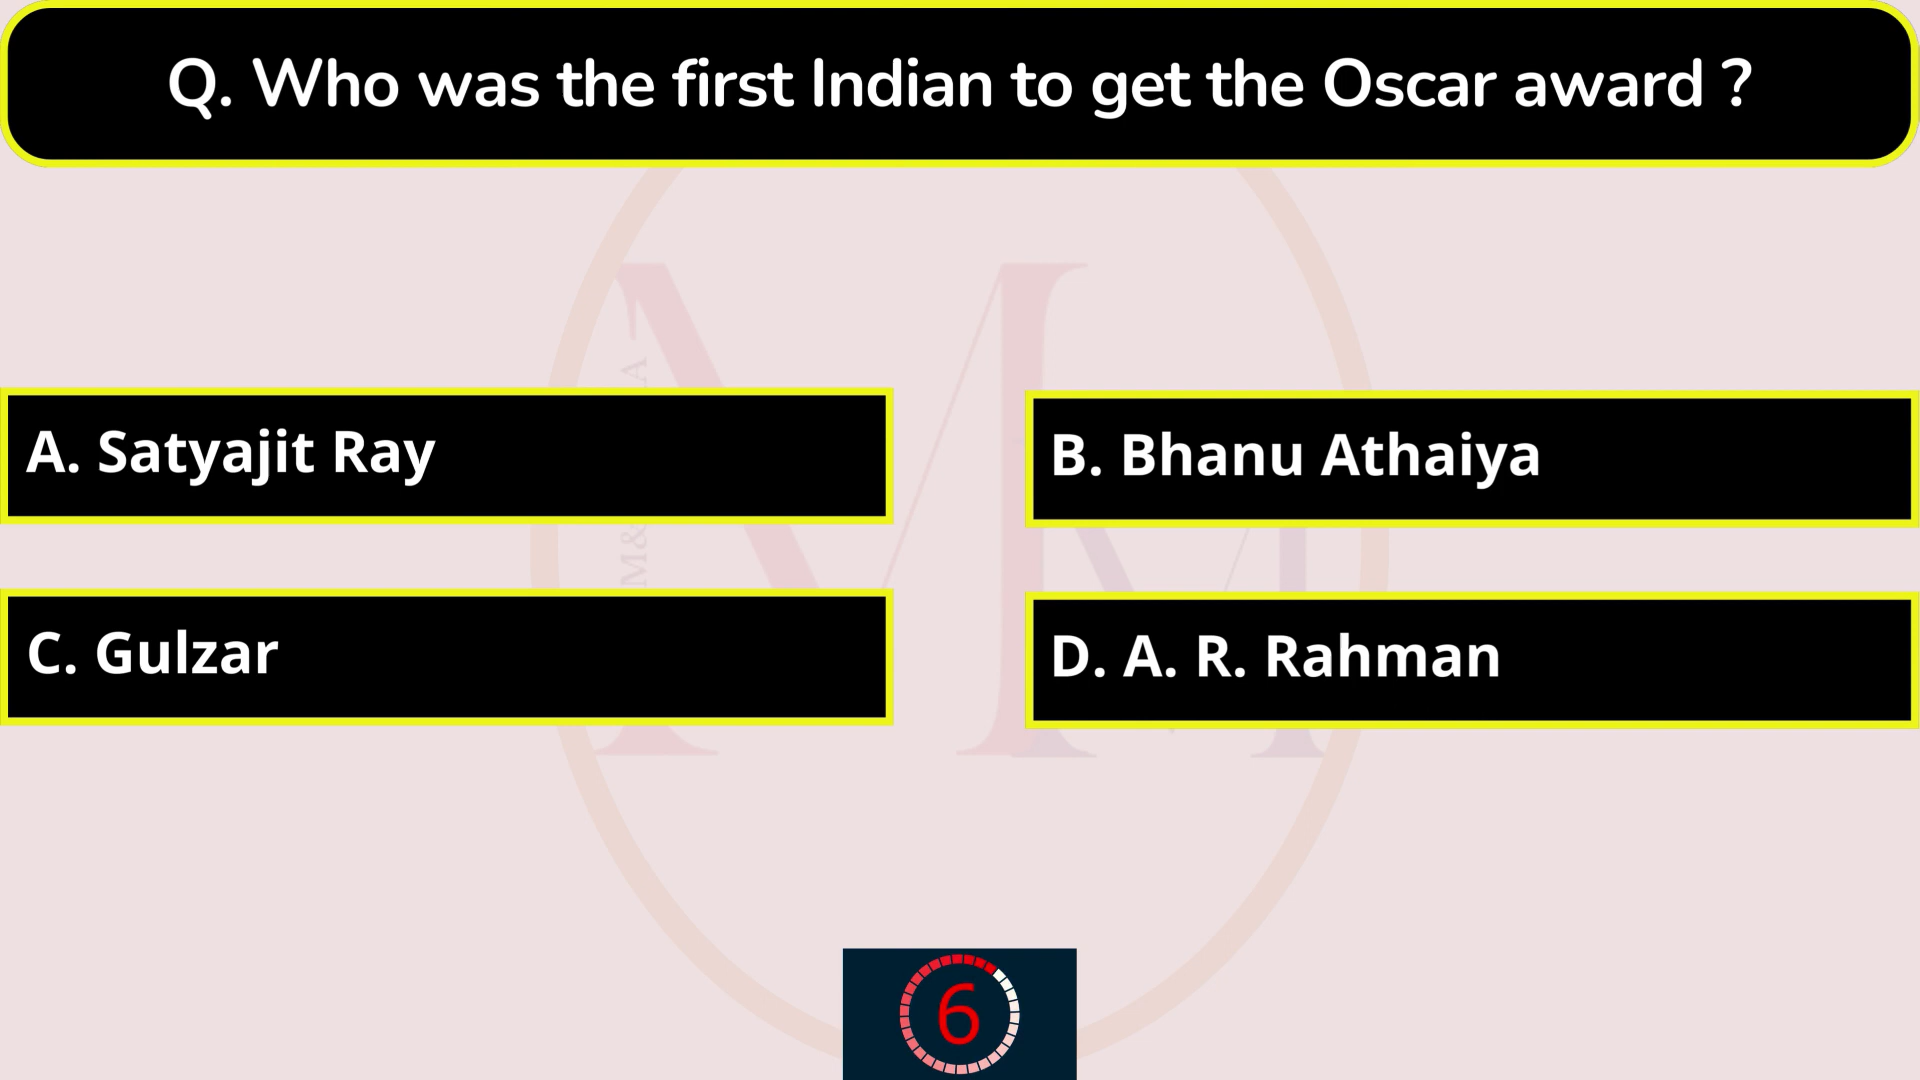 Q. Who was the first Indian to get the Oscar award ?
A. Satyajit Ray
B. Bhanu Athaiya
C. Gulzar
D. A. R. Rahman
6